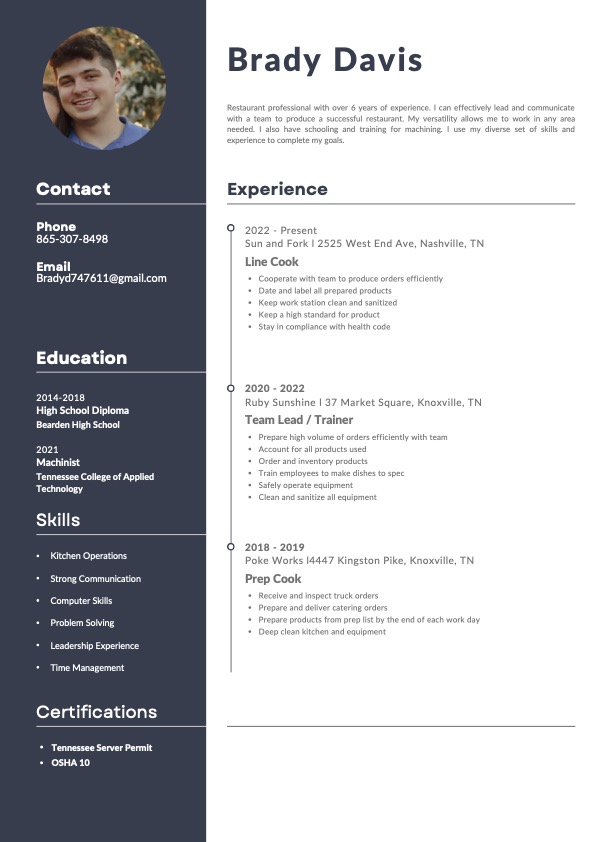 Brady Davis
Restaurant professional with over 6 years of experience. I can effectively lead and communicate
with a team to produce a successful restaurant. My versatility allows me to work in any area
needed. I also have schooling and training for machining. I use my diverse set of skills and
experience to complete my goals.
Contact
Phone
865-307-8498
Email
Bradyd747611@gmail.com
Education
2014-2018
High School Diploma
Bearden High School
2021
Machinist
Tennessee College of Applied
Technology
Skills
• Kitchen Operations
• Strong Communication
• Computer Skills
• Problem Solving
• Leadership Experience
• Time Management
Certifications
• Tennessee Server Permit
• OSHA 10
Experience
2022 - Present
Sun and Fork l 2525 West End Ave, Nashville, TN
Line Cook
• Cooperate with team to produce orders efficiently
• Date and label all prepared products
• Keep work station clean and sanitized
• Keep a high standard for product
• Stay in compliance with health code
2020 - 2022
Ruby Sunshine l 37 Market Square, Knoxville, TN
Team Lead / Trainer
• Prepare high volume of orders efficiently with team
• Account for all products used
• Order and inventory products
• Train employees to make dishes to spec
• Safely operate equipment
• Clean and sanitize all equipment
2018 - 2019
Poke Works l4447 Kingston Pike, Knoxville, TN
Prep Cook
• Receive and inspect truck orders
• Prepare and deliver catering orders
• Prepare products from prep list by the end of each work day
• Deep clean kitchen and equipment